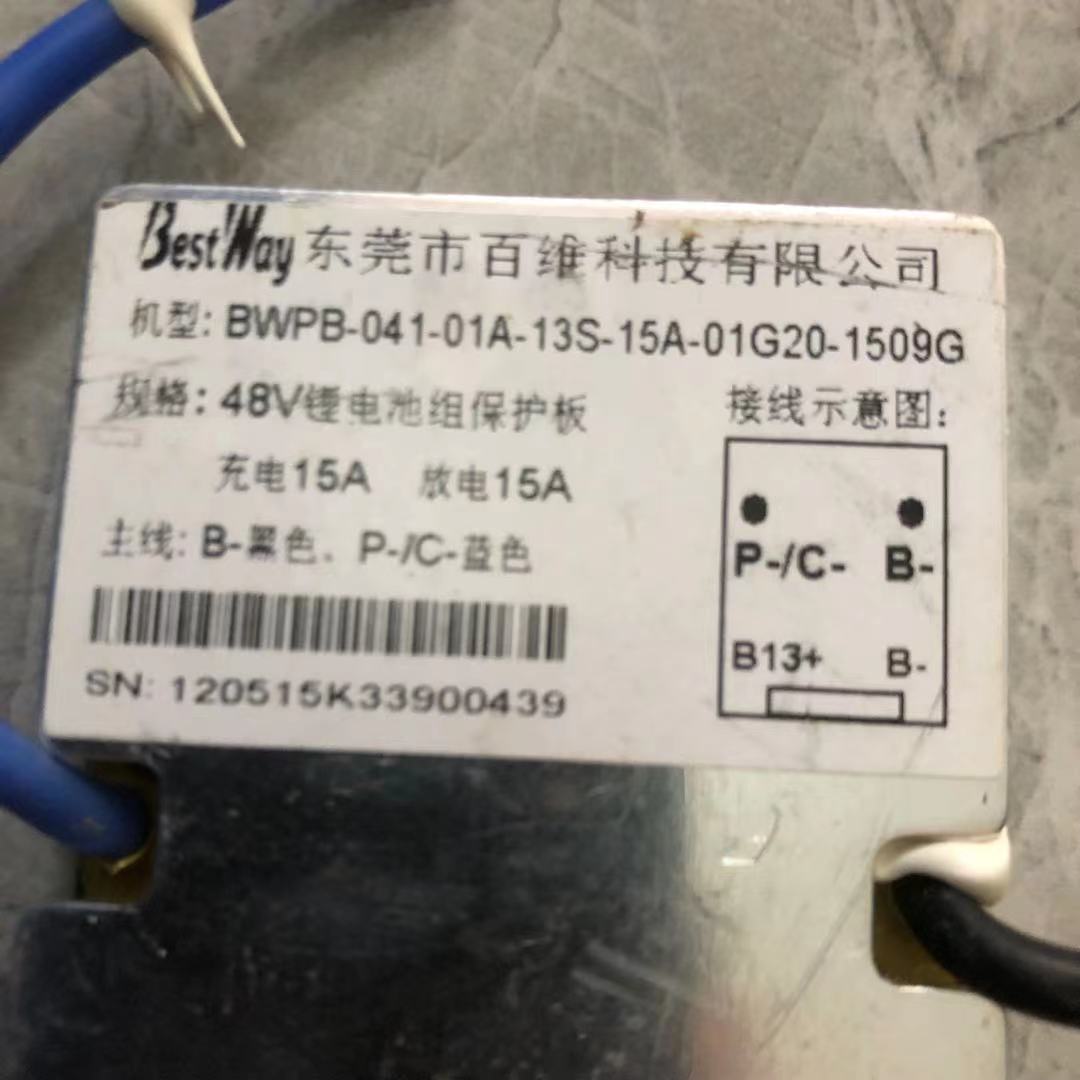 BestWay 东莞市百维科技有限公司
机型: BWPB-041-01A-13S-15A-01G20-1509G
规格: 48V锂电池组保护板
充电15A 放电15A
主线: B-黑色、P-/C-蓝色
SN: 120515K33900439
接线示意图:
P-/C- B-
B13+ B-